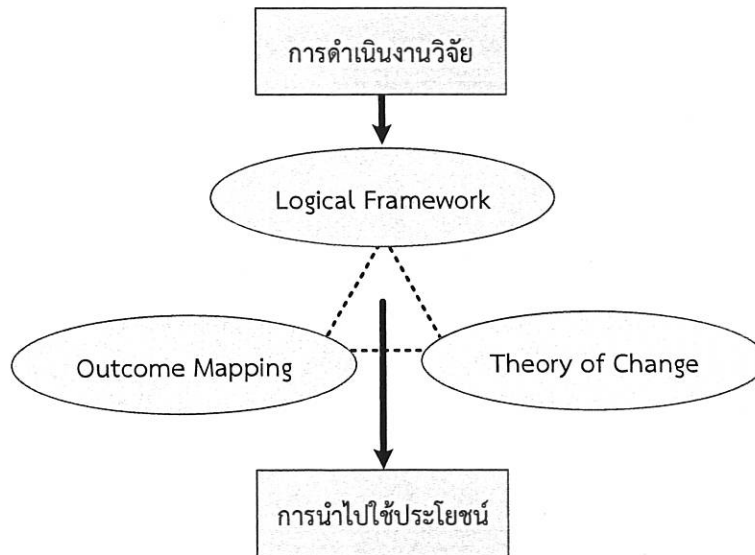 การดำเนินงานวิจัย
Logical Framework
Outcome Mapping
Theory of Change
การนำไปใช้ประโยชน์